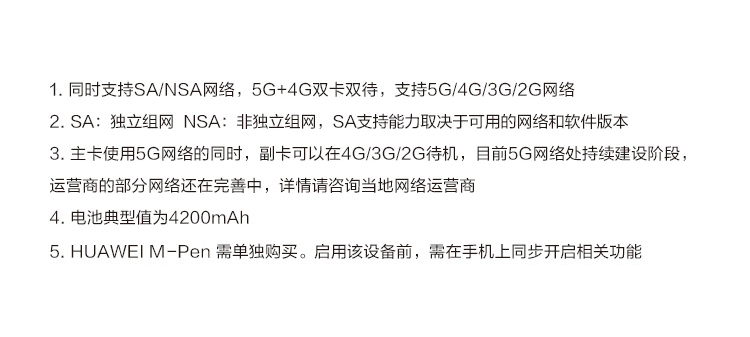 1. 同时支持SA/NSA网络，5G+4G双卡双待，支持5G/4G/3G/2G网络
2. SA：独立组网 NSA：非独立组网，SA支持能力取决于可用的网络和软件版本
3. 主卡使用5G网络的同时，副卡可以在4G/3G/2G待机，目前5G网络处持续建设阶段，
运营商的部分网络还在完善中，详情请咨询当地网络运营商
4. 电池典型值为4200mAh
5. HUAWEI M-Pen 需单独购买。启用该设备前，需在手机上同步开启相关功能